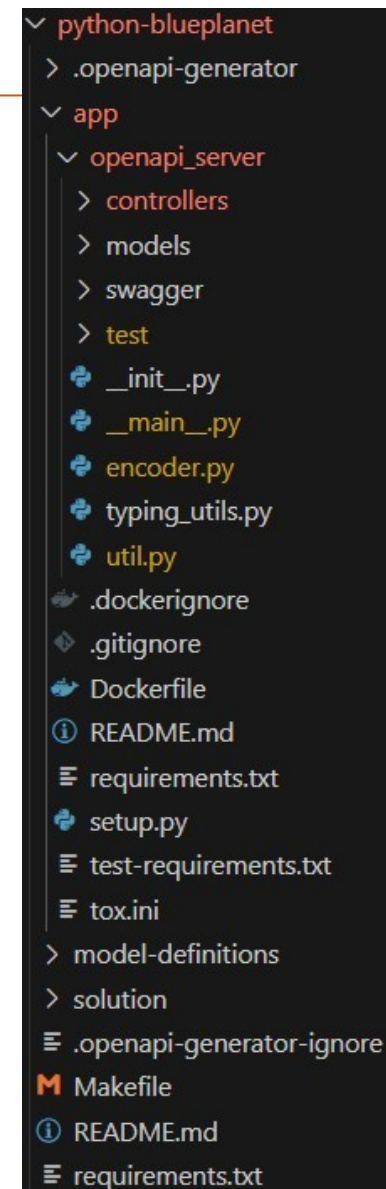 python-blueplanet
.openapi-generator
app
openapi_server
controllers
models
swagger
test
__init__.py
__main__.py
encoder.py
typing_utils.py
util.py
.dockerignore
.gitignore
Dockerfile
README.md
requirements.txt
setup.py
test-requirements.txt
tox.ini
model-definitions
solution
.openapi-generator-ignore
M Makefile
README.md
requirements.txt